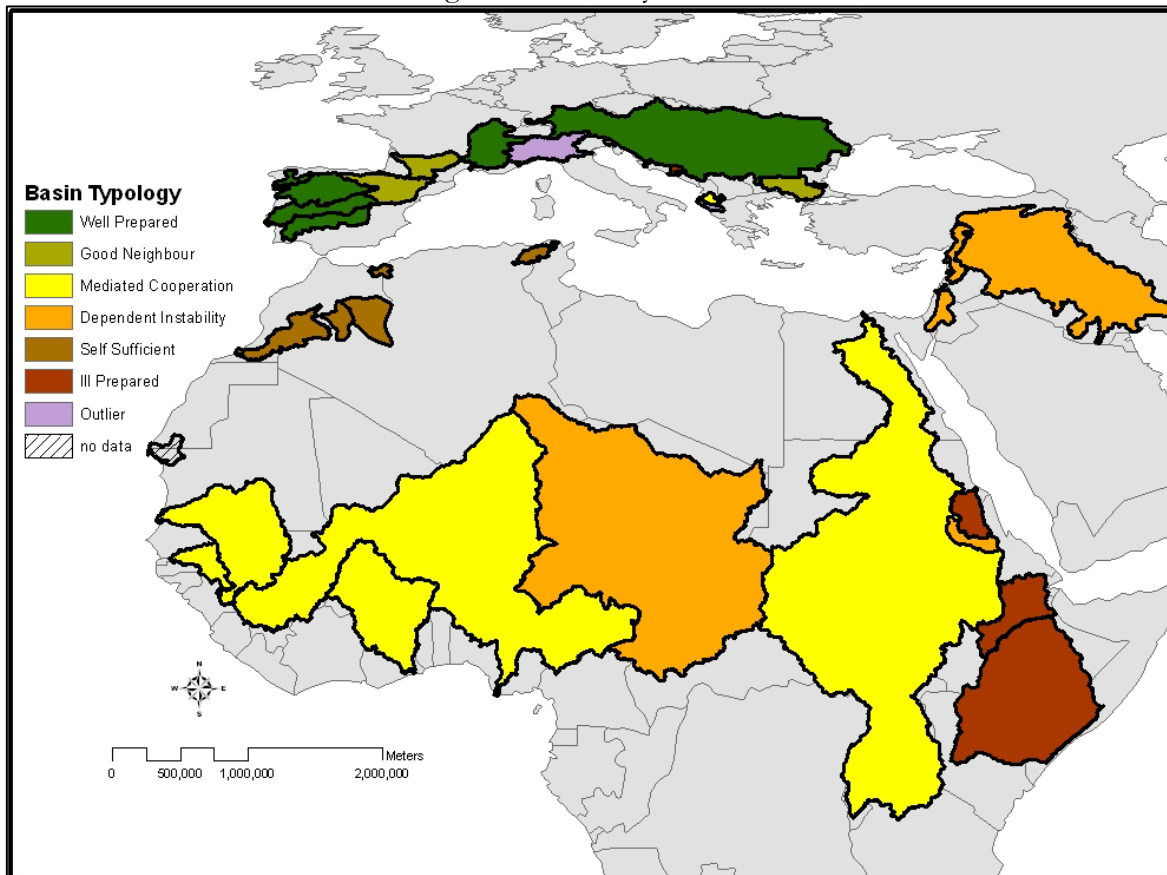 Basin Typology
Well Prepared
Good Neighbour
Mediated Cooperation
Dependent Instability
Self Sufficient
Ill Prepared
Outlier
no data
N
W E
S
Meters
0 500,000 1,000,000 2,000,000